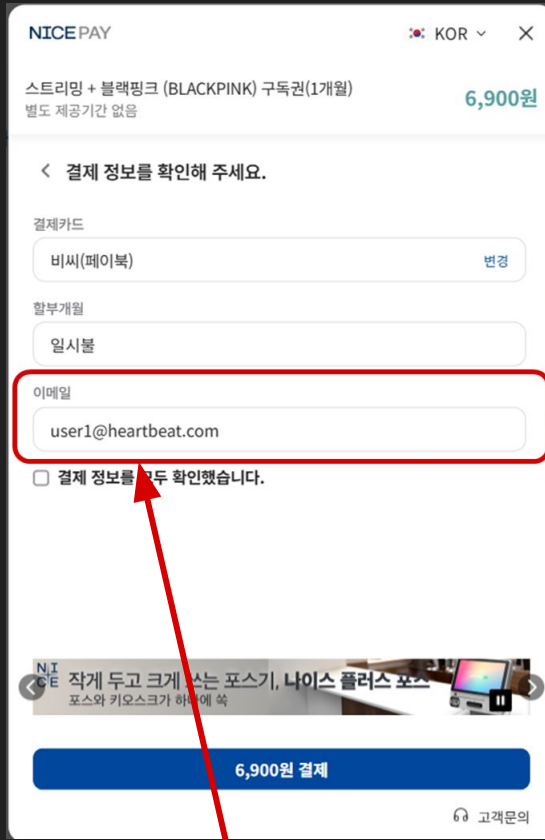 NICEPAY
KOR
스트리밍 + 블랙핑크 (BLACKPINK) 구독권(1개월)
6,900원
별도 제공기간 없음
결제 정보를 확인해 주세요.
결제카드
비씨(페이북)
변경
할부개월
일시불
이메일
user1@heartbeat.com
결제 정보를 모두 확인했습니다.
NICE
작게 두고 크게 쓰는 포스기, 나이스 플러스 포스
포스와 키오스크가 하나에 쏙
6,900원 결제
고객문의